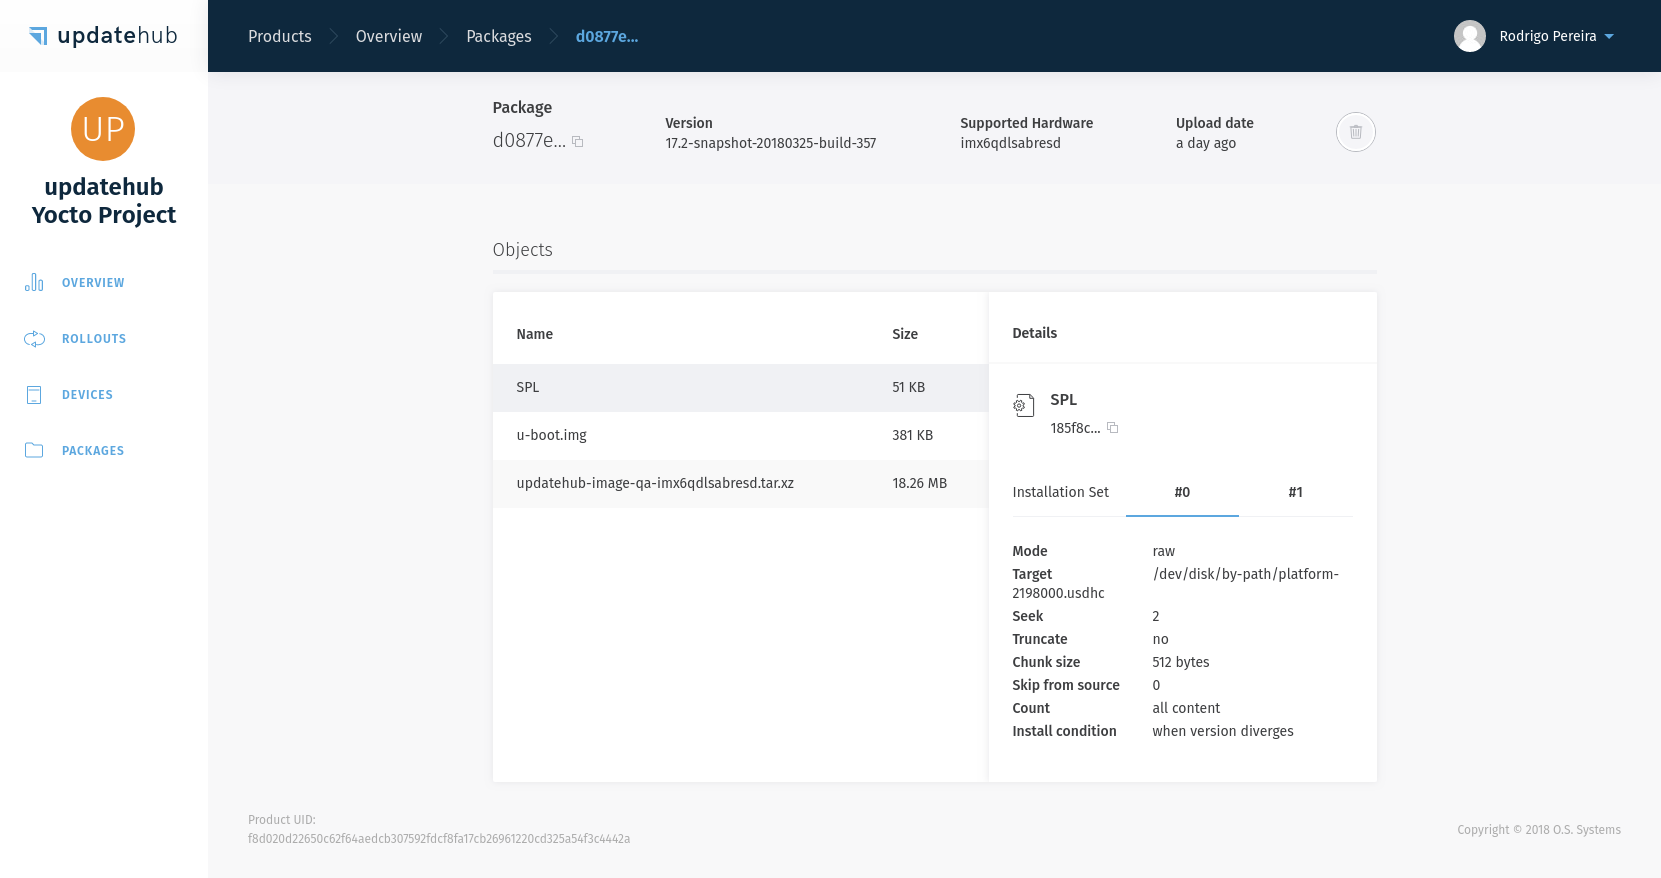 updatehub
Products
Overview
Packages
d0877e...
Rodrigo Pereira
UP
updatehub
Yocto Project
OVERVIEW
ROLLOUTS
DEVICES
PACKAGES
Package
d0877e...
Version
17.2-snapshot-20180325-build-357
Supported Hardware
imx6qdlsabresd
Upload date
a day ago
Objects
Name Size
SPL 51 KB
u-boot.img 381 KB
updatehub-image-qa-imx6qdlsabresd.tar.xz 18.26 MB
Details
SPL
185f8c...
Installation Set #0 #1
Mode raw
Target /dev/disk/by-path/platform-
2198000.usdhc
Seek 2
Truncate no
Chunk size 512 bytes
Skip from source 0
Count all content
Install condition when version diverges
Product UID:
f8d020d22650c62f64aedcb307592fdcf8fa17cb26961220cd325a54f3c4442a
Copyright © 2018 O.S. Systems